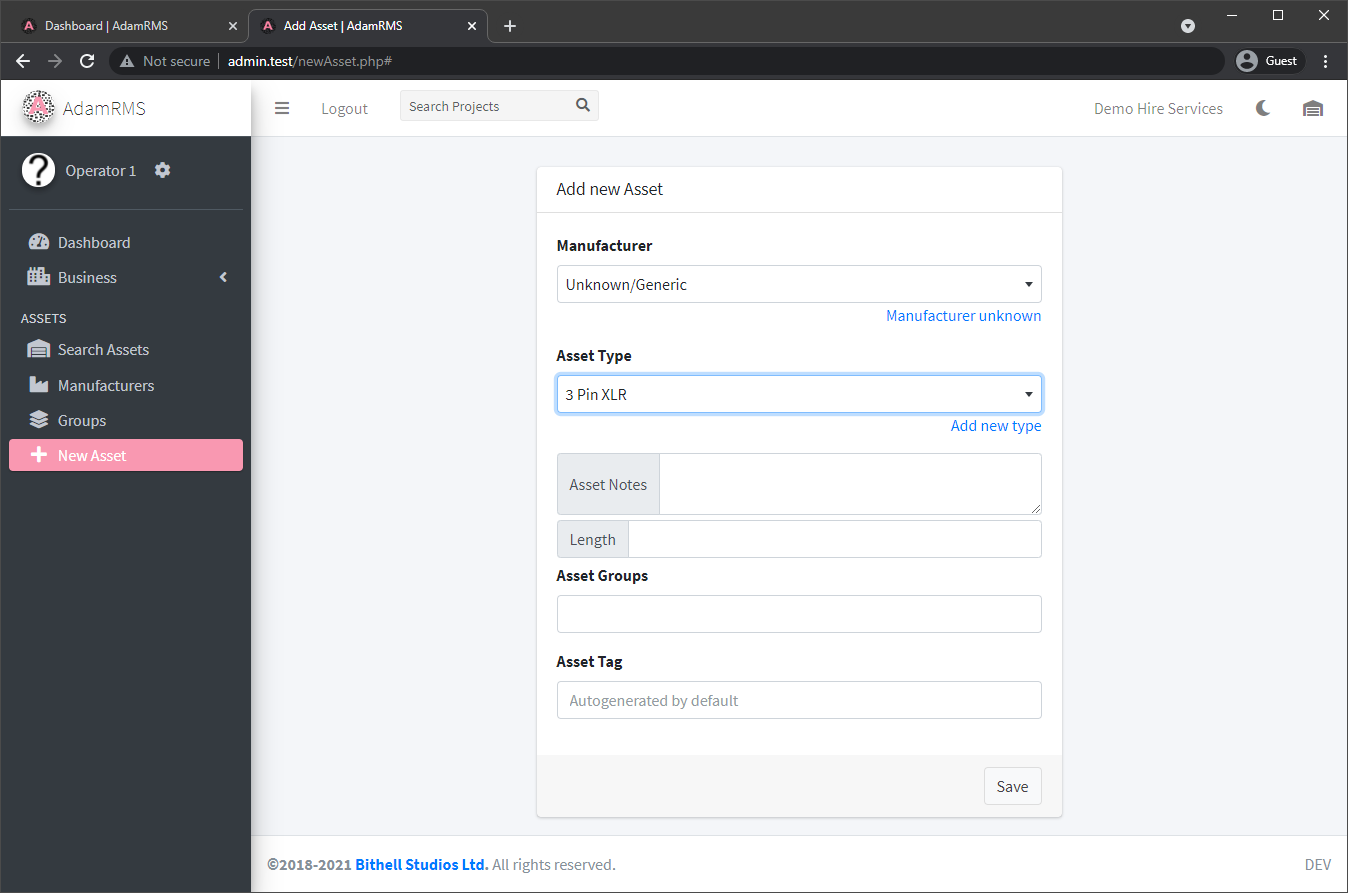 Dashboard | AdamRMS
Add Asset | AdamRMS
Not secure
admin.test/newAsset.php#
Guest
AdamRMS
Logout
Search Projects
Demo Hire Services
Operator 1
Dashboard
Business
ASSETS
Search Assets
Manufacturers
Groups
New Asset
Add new Asset
Manufacturer
Unknown/Generic
Manufacturer unknown
Asset Type
3 Pin XLR
Add new type
Asset Notes
Length
Asset Groups
Asset Tag
Autogenerated by default
Save
©2018-2021 Bithell Studios Ltd. All rights reserved.
DEV